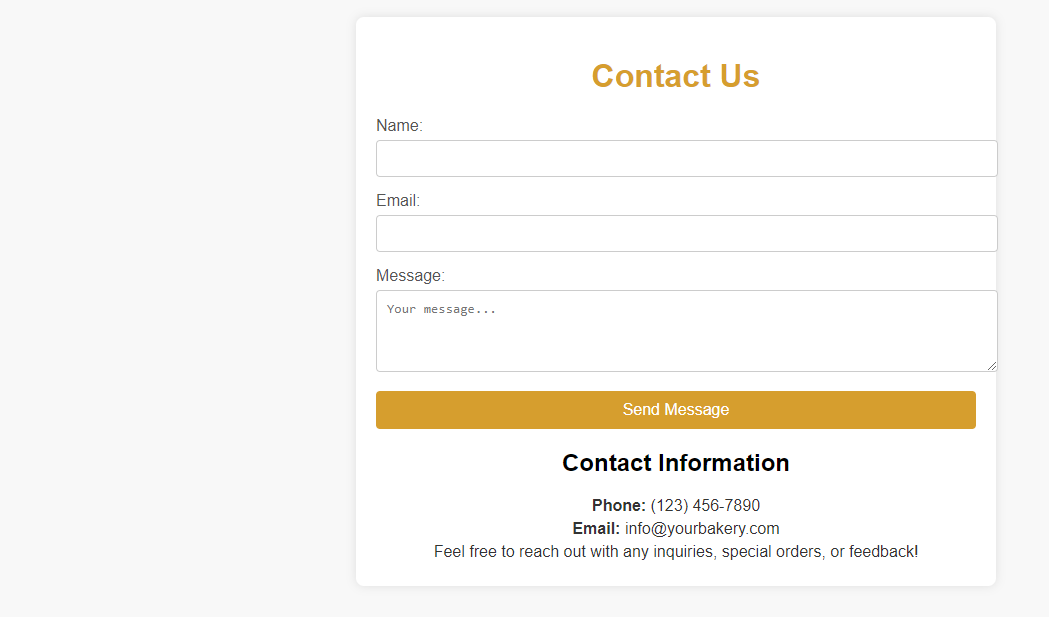 Contact Us
Name:
Email:
Message:
Your message...
Send Message
Contact Information
Phone: (123) 456-7890
Email: info@yourbakery.com
Feel free to reach out with any inquiries, special orders, or feedback!